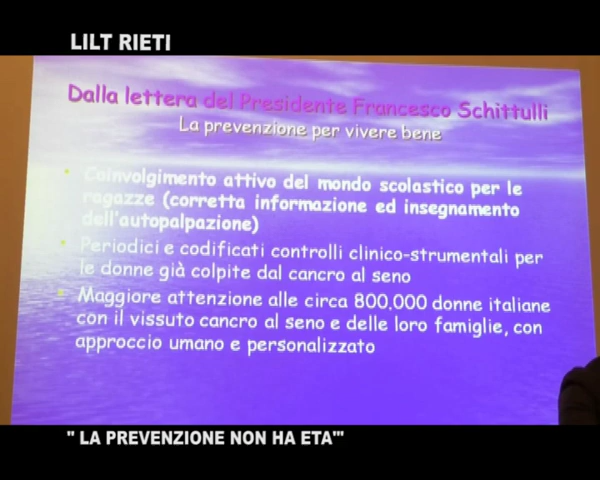 LILT RIETI
Dalla lettera del Presidente Francesco Schittulli
La prevenzione per vivere bene
Coinvolgimento attivo del mondo scolastico per le
ragazze (corretta informazione ed insegnamento
dell'autopalpazione)
Periodici e codificati controlli clinico-strumentali per
le donne già colpite dal cancro al seno
Maggiore attenzione alle circa 800.000 donne italiane
con il vissuto cancro al seno e delle loro famiglie, con
approccio umano e personalizzato
" LA PREVENZIONE NON HA ETA'"